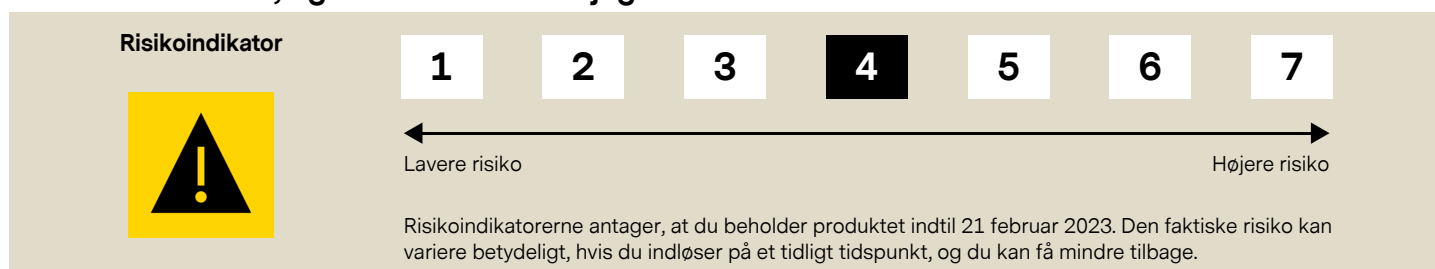 Risikoindikator
1 2 3 4 5 6 7
Lavere risiko Højere risiko
Risikoindikatorerne antager, at du beholder produktet indtil 21 februar 2023. Den faktiske risiko kan
variere betydeligt, hvis du indløser på et tidligt tidspunkt, og du kan få mindre tilbage.